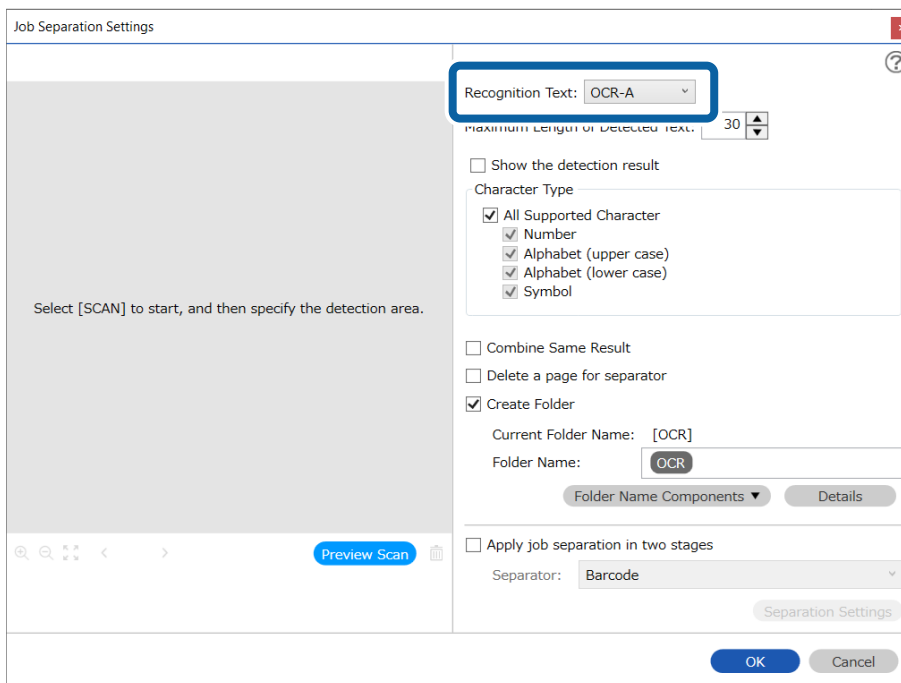 Job Separation Settings
Recognition Text: OCR-A
Maximum Length of Detected Text: 30
Show the detection result
Character Type
All Supported Character
Number
Alphabet (upper case)
Alphabet (lower case)
Symbol
Select [SCAN] to start, and then specify the detection area.
Combine Same Result
Delete a page for separator
Create Folder
Current Folder Name: [OCR]
Folder Name: OCR
Folder Name Components Details
Preview Scan
Apply job separation in two stages
Separator: Barcode
Separation Settings
OK Cancel